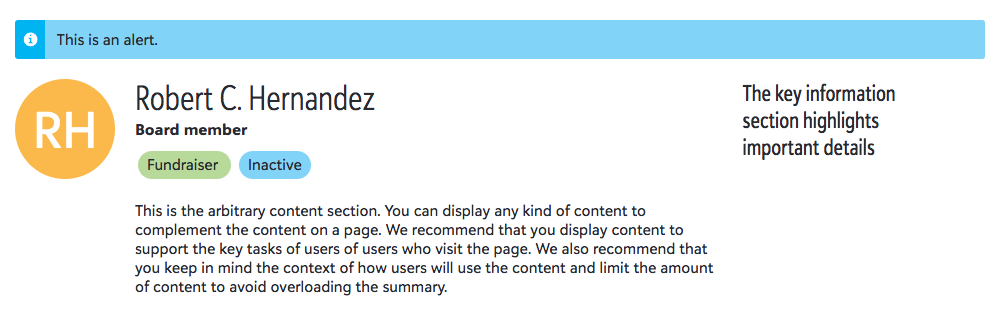 This is an alert.
RH
Robert C. Hernandez
Board member
Fundraiser Inactive
This is the arbitrary content section. You can display any kind of content to
complement the content on a page. We recommend that you display content to
support the key tasks of users of users who visit the page. We also recommend that
you keep in mind the context of how users will use the content and limit the amount
of content to avoid overloading the summary.
The key information
section highlights
important details